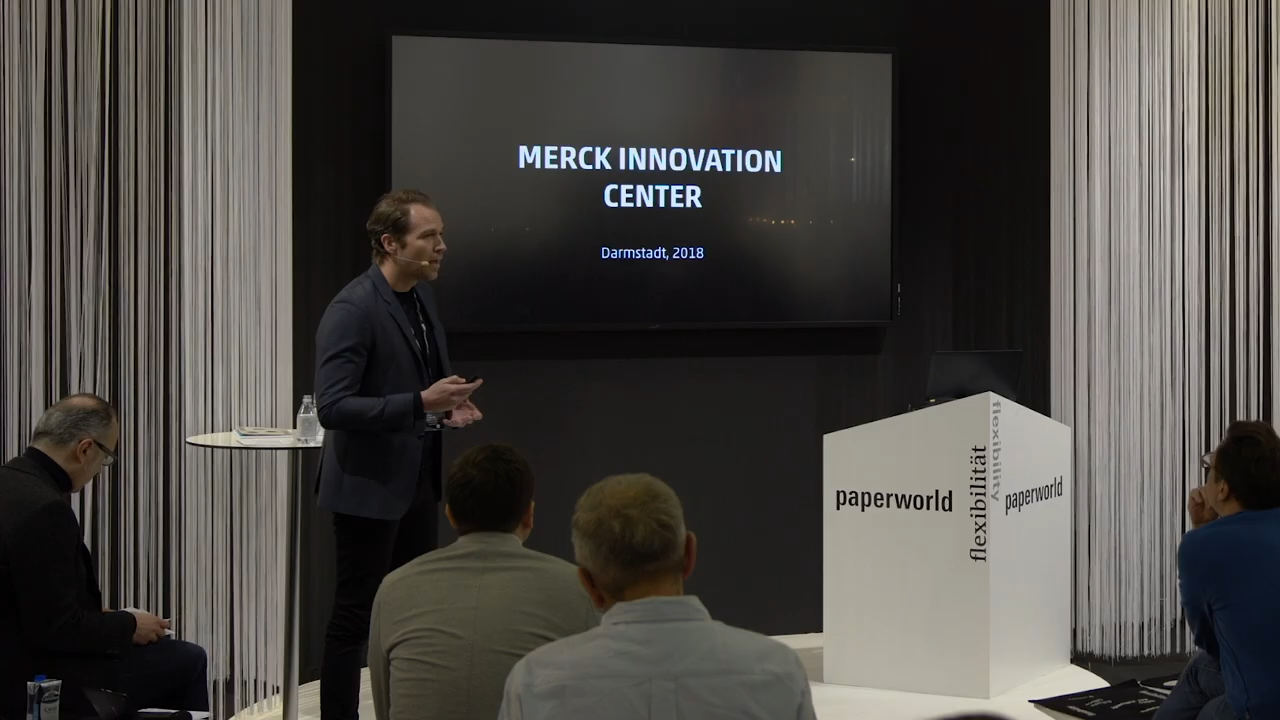 MERCK INNOVATION
CENTER
Darmstadt, 2018
paperworld
flexibilität
flexibility
paperworld